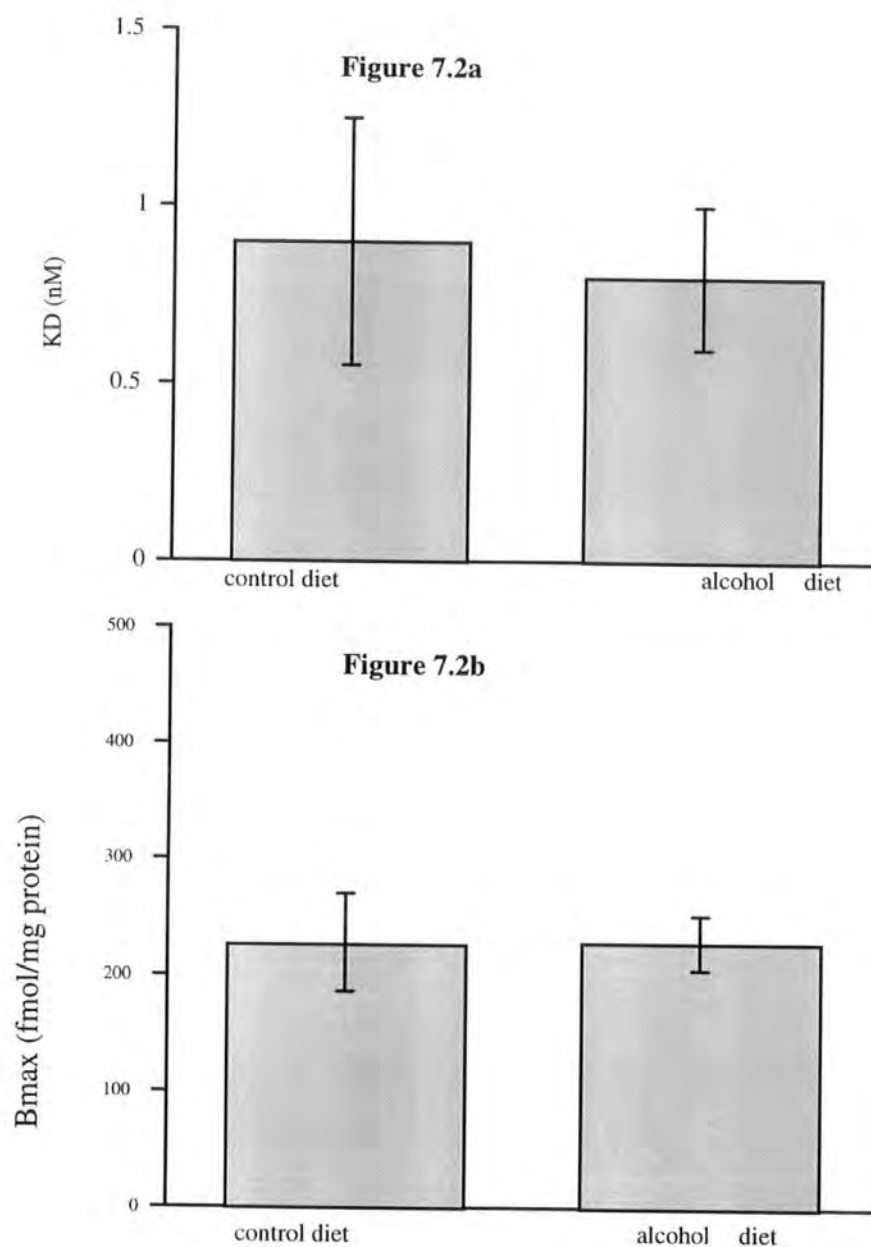 Figure 7.2a
1.5
1
0.5
0
KD (nM)
control diet
alcohol diet
Figure 7.2b
500
400
300
200
100
0
Bmax (fmol/mg protein)
control diet
alcohol diet